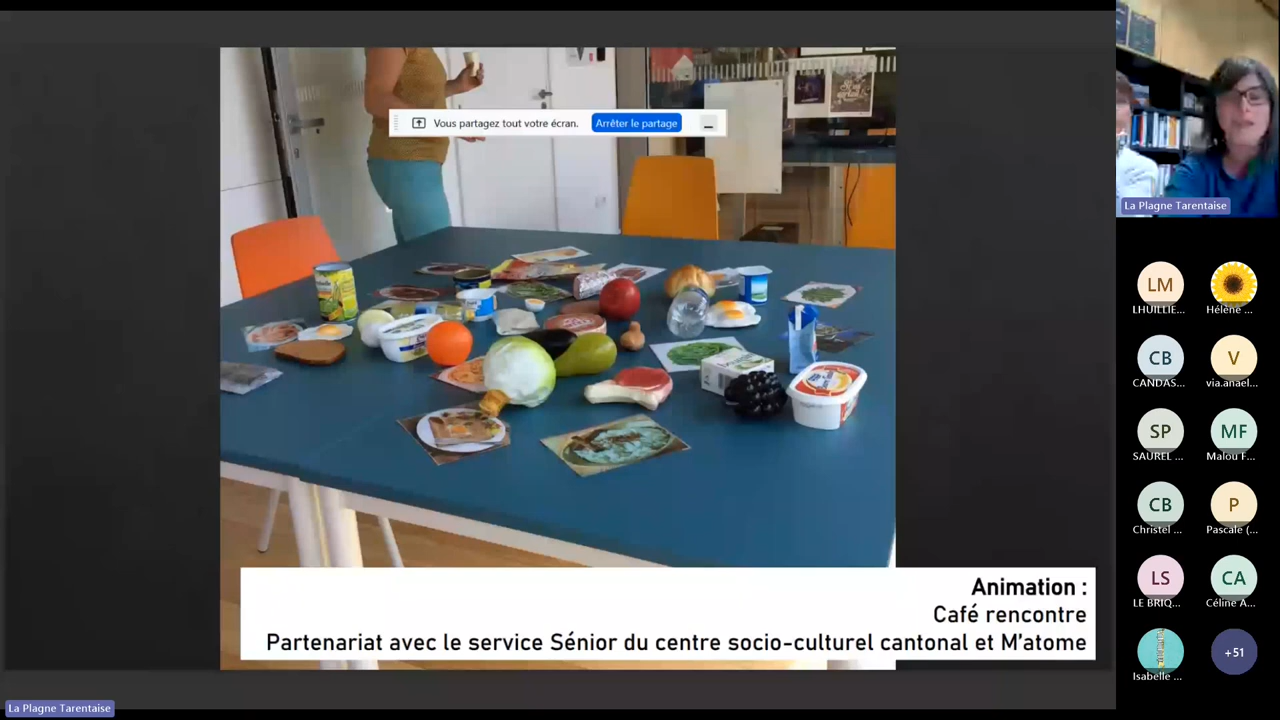 Vous partagez tout votre écran.
Arrêter le partage
La Plagne Tarentaise
Animation :
Café rencontre
Partenariat avec le service Sénior du centre socio-culturel cantonal et M'atome
LM
LHUILLIE...
Hélène ...
CB
CANDAS...
V
via.anael...
SP
SAUREL ...
MF
Malou F...
CB
Christel ...
P
Pascale (...
LS
LE BRIQ...
CA
Céline A...
Isabelle ...
+51
La Plagne Tarentaise